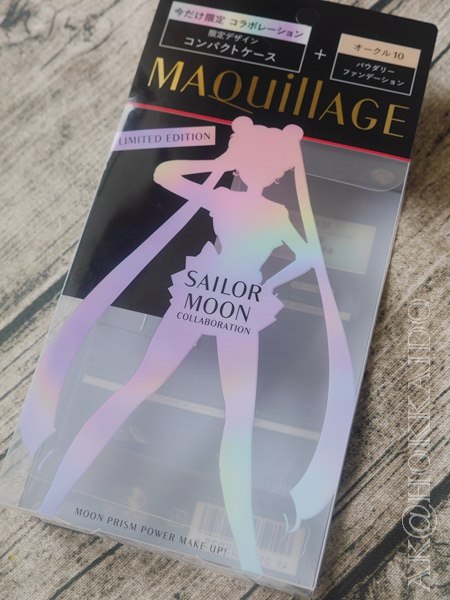 今だけ限定 コラボレーション
限定デザイン
コンパクトケース
+
オークル10
パウダリー
ファンデーション
MAQuillAGE
LIMITED EDITION
SAILOR
MOON
COLLABORATION
MOON PRISM POWER MAKE UP!
AK@HOKKAIDO